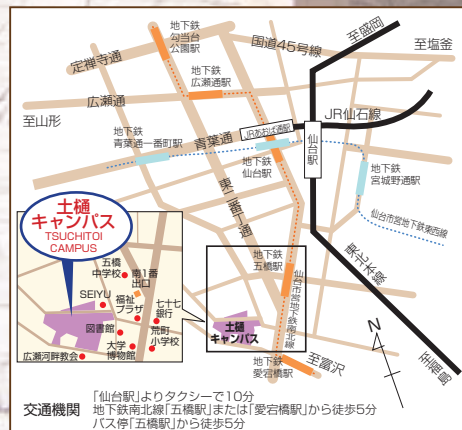 至盛岡
地下鉄
勾当台
公園駅
国道45号線
至塩釜
定禅寺通
地下鉄
広瀬通駅
広瀬通
JR仙石線
至山形
地下鉄
青葉通一番町駅
青葉通
JRあおば通駅
仙台駅
地下鉄
仙台駅
地下鉄
宮城野通駅
東二番丁通
仙台市営地下鉄東西線
土樋
キャンパス
TSUCHITOI
CAMPUS
五橋
中学校
南1番
出口
SEIYU
福祉
プラザ
七十七
銀行
図書館
荒町
小学校
大学
博物館
広瀬河畔教会
地下鉄
五橋駅
仙台市営地下鉄南北線
東北本線
土樋
キャンパス
N
地下鉄
愛宕橋駅
至富沢
至福島
交通機関
「仙台駅」よりタクシーで10分
地下鉄南北線「五橋駅」または「愛宕橋駅」から徒歩5分
バス停「五橋駅」から徒歩5分